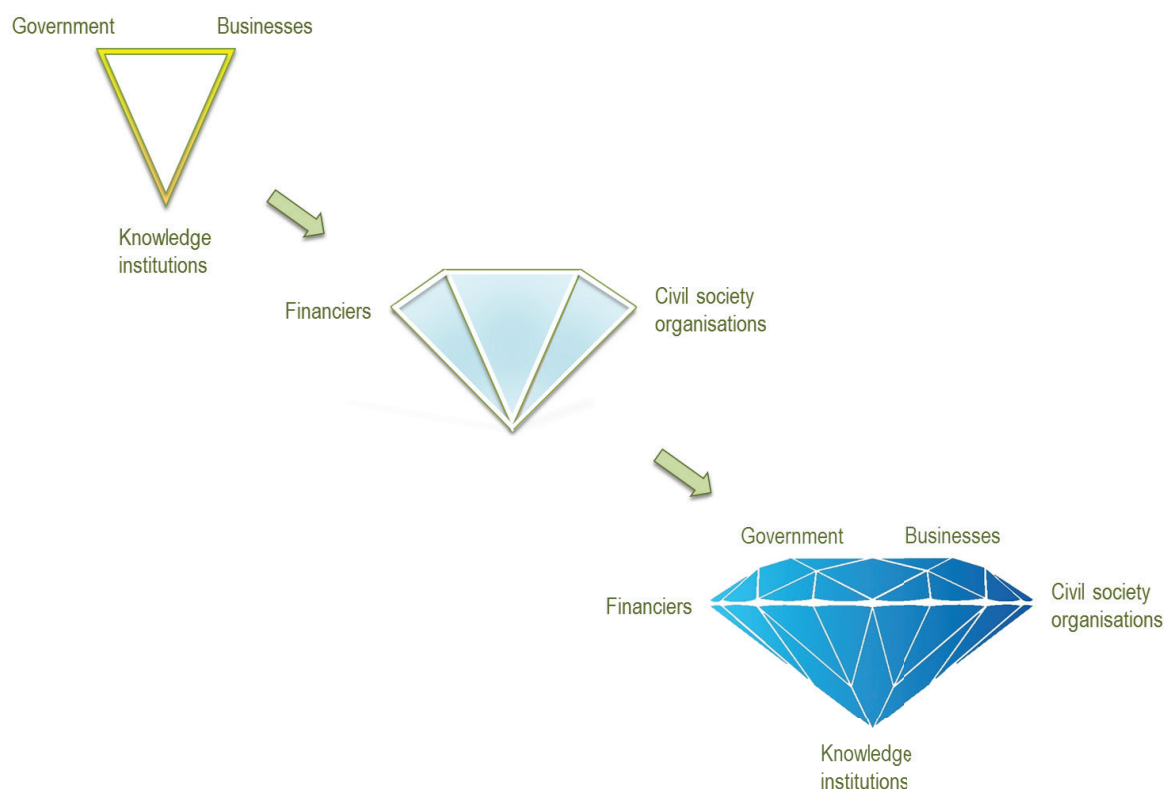 Government
Businesses
Knowledge
institutions
Financiers
Civil society
organisations
Government
Businesses
Financiers
Civil society
organisations
Knowledge
institutions